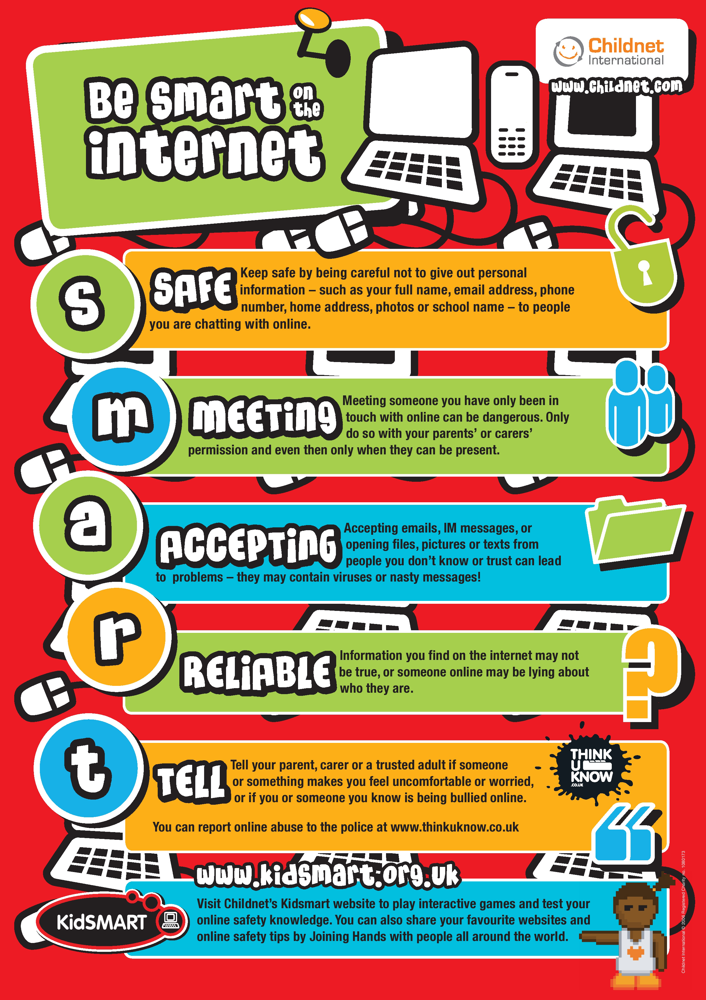 Childnet
International
www.childnet.com
Be smart on the
internet
s
SAFE Keep safe by being careful not to give out personal
information – such as your full name, email address, phone
number, home address, photos or school name – to people
you are chatting with online.
m
MEETiNg Meeting someone you have only been in
touch with online can be dangerous. Only
do so with your parents’ or carers’
permission and even then only when they can be present.
a
ACCEPTiNG Accepting emails, IM messages, or
opening files, pictures or texts from
people you don’t know or trust can lead
to problems – they may contain viruses or nasty messages!
r
RELiABLE Information you find on the internet may not
be true, or someone online may be lying about
who they are.
?
t
TELL Tell your parent, carer or a trusted adult if someone
or something makes you feel uncomfortable or worried,
or if you or someone you know is being bullied online.
You can report online abuse to the police at www.thinkuknow.co.uk
THINK
U
KNOW
.CO.UK
“
www.kidsmart.org.uk
KidSMART
Visit Childnet’s Kidsmart website to play interactive games and test your
online safety knowledge. You can also share your favourite websites and
online safety tips by Joining Hands with people all around the world.
Childnet International © 2006 Registered Charity no. 1080173